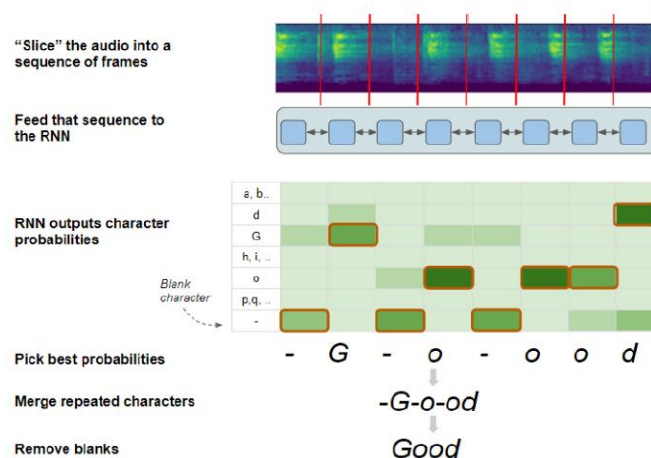 “Slice” the audio into a
sequence of frames
Feed that sequence to
the RNN
RNN outputs character
probabilities
a, b..
d
G
h, i, ..
o
p,q, ..
-
Blank
character
Pick best probabilities
- G - o - o o d
Merge repeated characters
-G-o-od
Remove blanks
Good